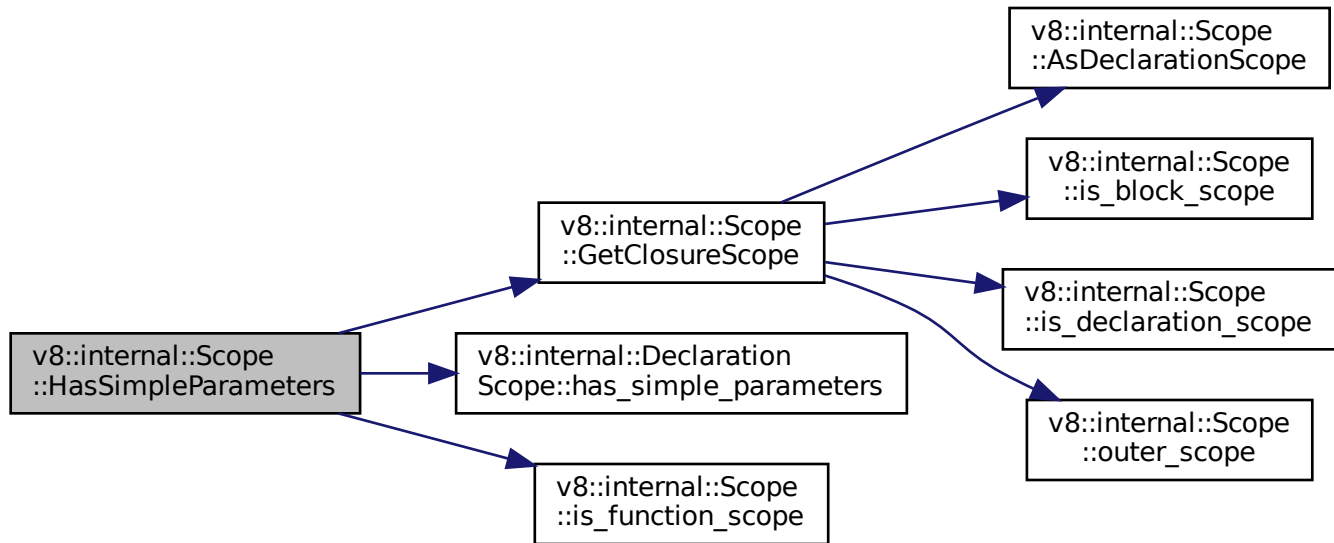 v8::internal::Scope
::AsDeclarationScope
v8::internal::Scope
::is_block_scope
v8::internal::Scope
::GetClosureScope
v8::internal::Scope
::is_declaration_scope
v8::internal::Scope
::HasSimpleParameters
v8::internal::Declaration
Scope::has_simple_parameters
v8::internal::Scope
::outer_scope
v8::internal::Scope
::is_function_scope